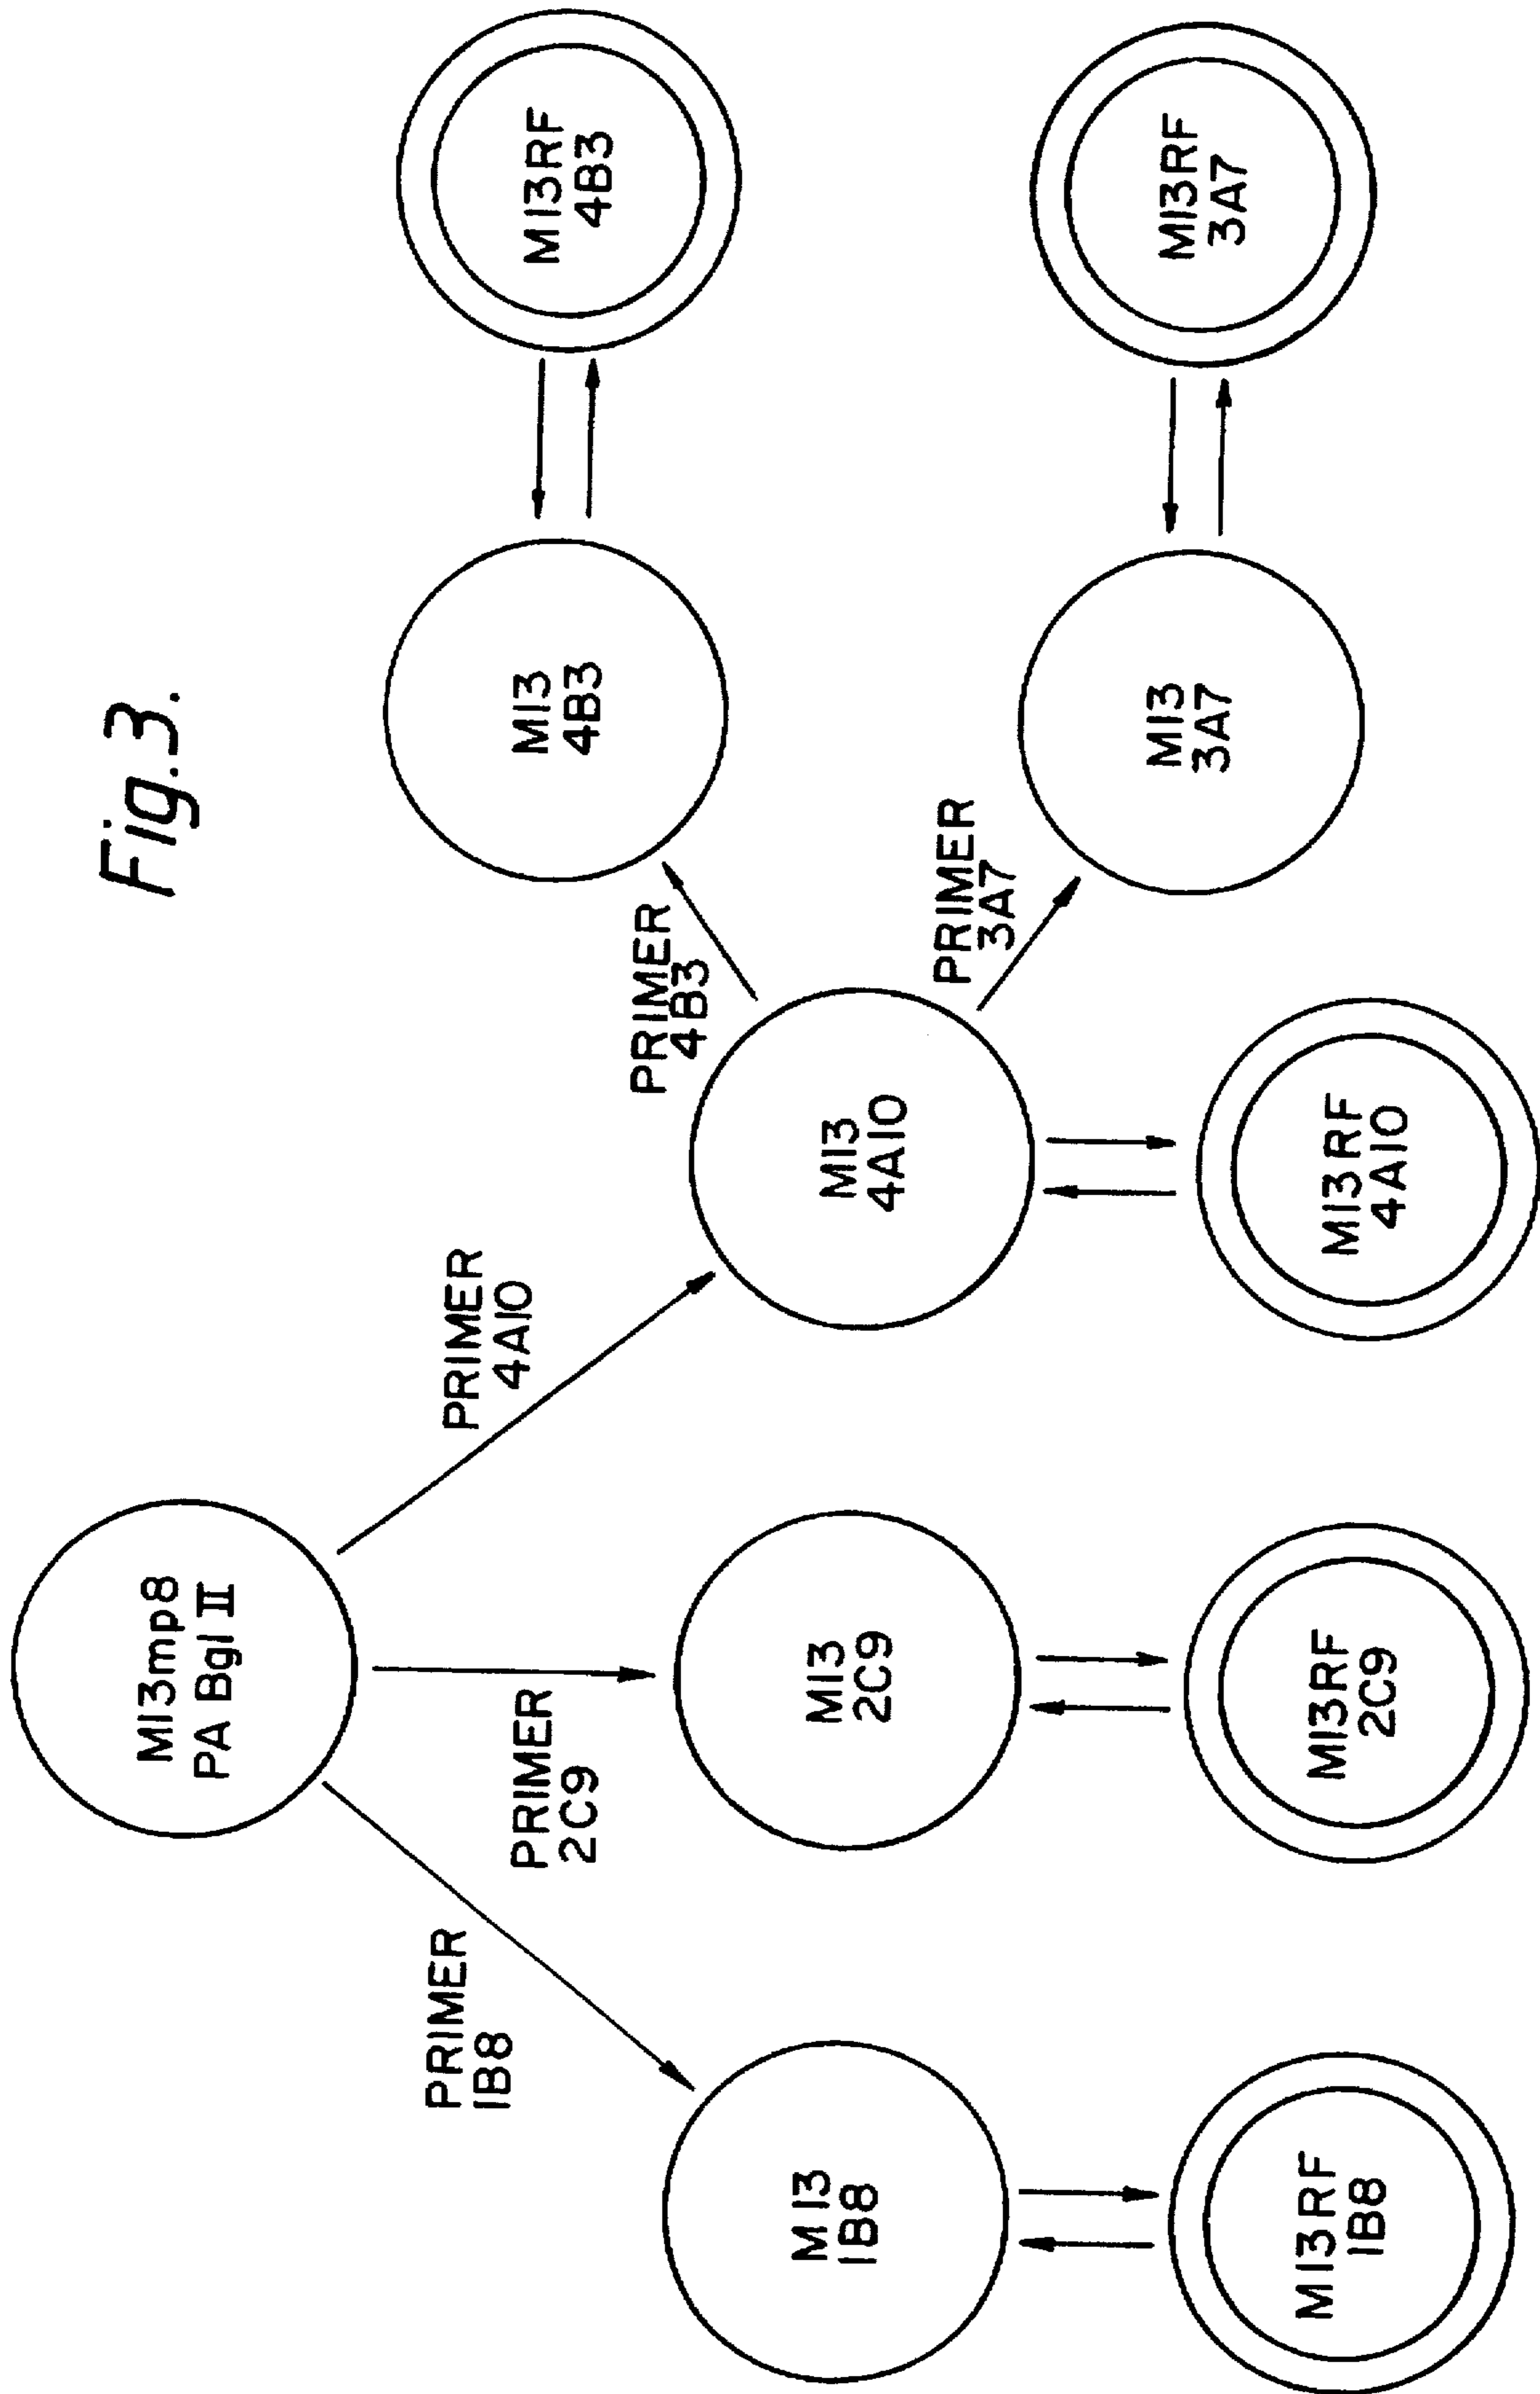 Fig.3.
M13mp8
PA Bgl II
PRIMER
1B8
PRIMER
2C9
PRIMER
4A10
M13
1B8
M13
2C9
M13
4A10
PRIMER
4B3
PRIMER
3A7
M13
4B3
M13
3A7
M13RF
1B8
M13RF
2C9
M13RF
4A10
M13RF
4B3
M13RF
3A7